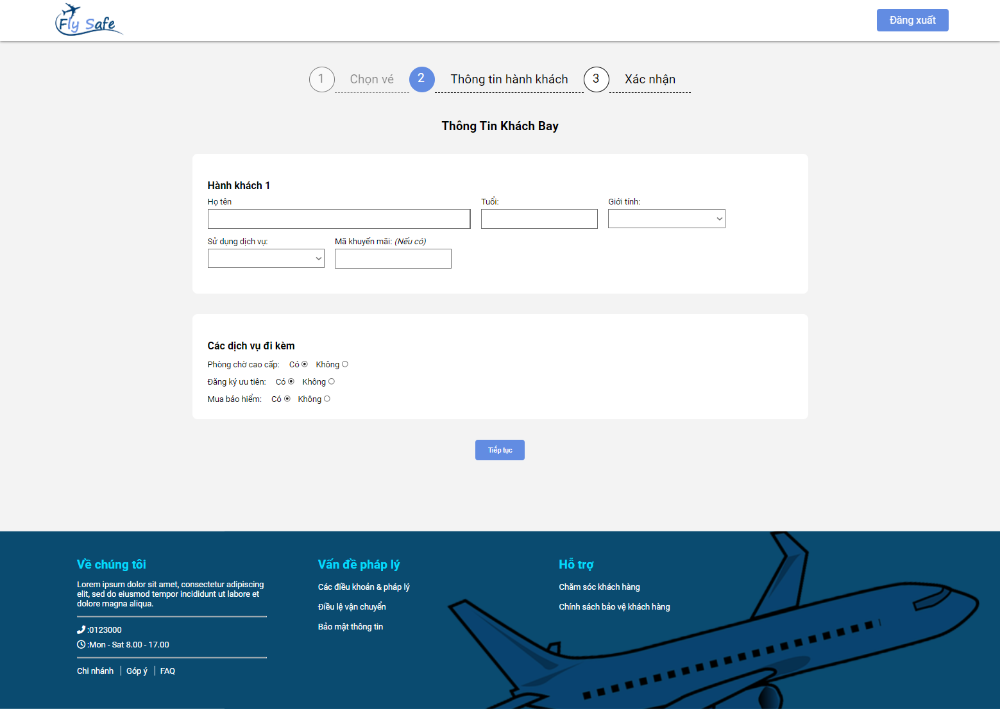 Fly Safe
Đăng xuất
1 Chọn vé 2 Thông tin hành khách 3 Xác nhận
Thông Tin Khách Bay
Hành khách 1
Họ tên Tuổi: Giới tính:
Sử dụng dịch vụ: Mã khuyến mãi: (Nếu có)
Các dịch vụ đi kèm
Phòng chờ cao cấp: Có Không
Đăng ký ưu tiên: Có Không
Mua bảo hiểm: Có Không
Tiếp tục
Về chúng tôi
Lorem ipsum dolor sit amet, consectetur adipiscing
elit, sed do eiusmod tempor incididunt ut labore et
dolore magna aliqua.
:0123000
:Mon - Sat 8.00 - 17.00
Chi nhánh Góp ý FAQ
Vấn đề pháp lý
Các điều khoản & pháp lý
Điều lệ vận chuyển
Bảo mật thông tin
Hỗ trợ
Chăm sóc khách hàng
Chính sách bảo vệ khách hàng